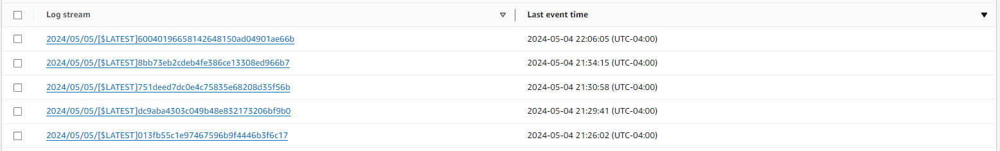 Log stream Last event time
2024/05/05/[$LATEST]60040196658142648150ad04901ae66b 2024-05-04 22:06:05 (UTC-04:00)
2024/05/05/[$LATEST]8bb73eb2cdeb4fe386ce13308ed966b7 2024-05-04 21:34:15 (UTC-04:00)
2024/05/05/[$LATEST]751deed7dc0e4c75835e68208d35f56b 2024-05-04 21:30:58 (UTC-04:00)
2024/05/05/[$LATEST]dc9aba4303c049b48e832173206bf9b0 2024-05-04 21:29:41 (UTC-04:00)
2024/05/05/[$LATEST]013fb55c1e97467596b9f4446b3f6c17 2024-05-04 21:26:02 (UTC-04:00)